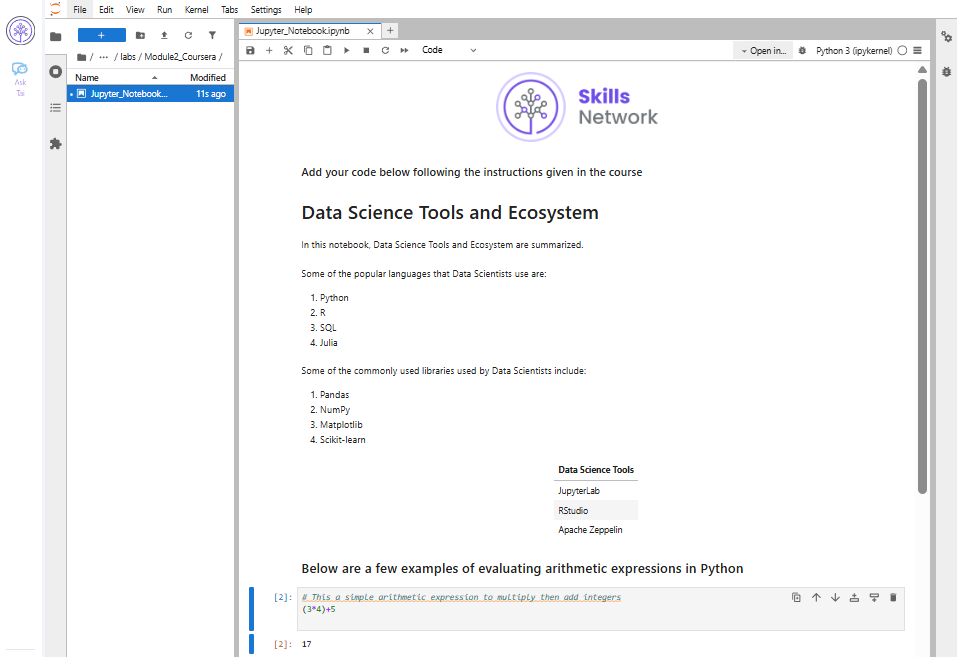 File Edit View Run Kernel Tabs Settings Help
Ask
Tai
/ ··· / labs / Module2_Coursera /
Name Modified
Jupyter_Notebook... 11s ago
Jupyter_Notebook.ipynb
Code
Open in...
Python 3 (ipykernel)
Skills
Network
Add your code below following the instructions given in the course
Data Science Tools and Ecosystem
In this notebook, Data Science Tools and Ecosystem are summarized.
Some of the popular languages that Data Scientists use are:
1. Python
2. R
3. SQL
4. Julia
Some of the commonly used libraries used by Data Scientists include:
1. Pandas
2. NumPy
3. Matplotlib
4. Scikit-learn
Data Science Tools
JupyterLab
RStudio
Apache Zeppelin
Below are a few examples of evaluating arithmetic expressions in Python
[2]: # This a simple arithmetic expression to multiply then add integers
(3*4)+5
[2]: 17